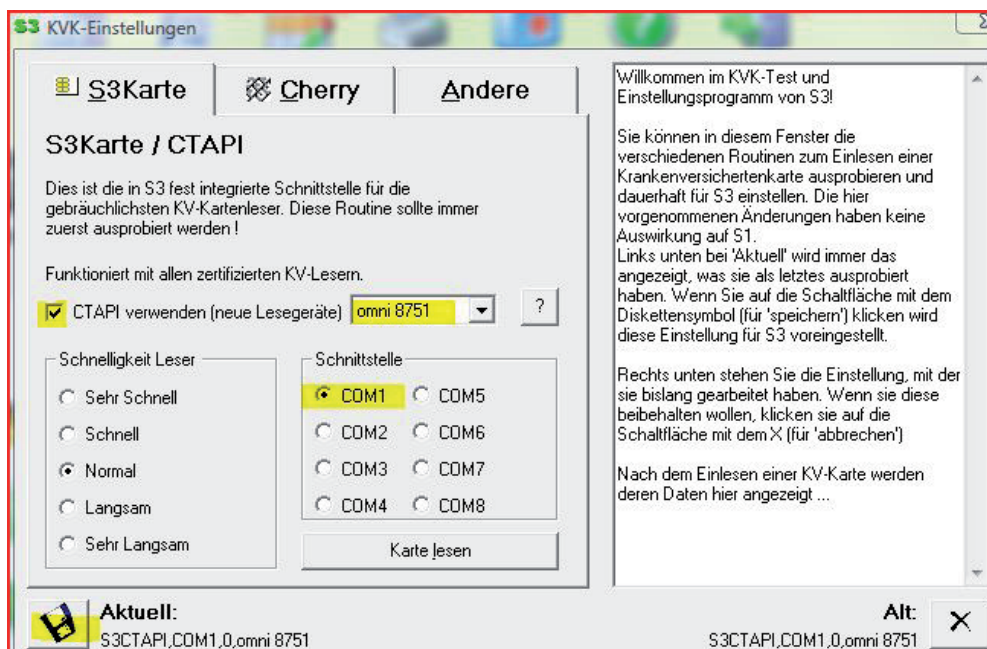 S3 KVK-Einstellungen
S3Karte
Cherry
Andere
S3Karte / CTAPI
Dies ist die in S3 fest integrierte Schnittstelle für die
gebräuchlichsten KV-Kartenleser. Diese Routine sollte immer
zuerst ausprobiert werden !
Funktioniert mit allen zertifizierten KV-Lesern.
CTAPI verwenden (neue Lesegeräte)
omni 8751
?
Schnelligkeit Leser
Sehr Schnell
Schnell
Normal
Langsam
Sehr Langsam
Schnittstelle
COM1 COM5
COM2 COM6
COM3 COM7
COM4 COM8
Karte lesen
Willkommen im KVK-Test und
Einstellungsprogramm von S3!
Sie können in diesem Fenster die
verschiedenen Routinen zum Einlesen einer
Krankenversichertenkarte ausprobieren und
dauerhaft für S3 einstellen. Die hier
vorgenommenen Änderungen haben keine
Auswirkung auf S1.
Links unten bei 'Aktuell' wird immer das
angezeigt, was sie als letztes ausprobiert
haben. Wenn Sie auf die Schaltfläche mit dem
Diskettensymbol (für 'speichern') klicken wird
diese Einstellung für S3 voreingestellt.
Rechts unten stehen Sie die Einstellung, mit der
sie bislang gearbeitet haben. Wenn sie diese
beibehalten wollen, klicken sie auf die
Schaltfläche mit dem X (für 'abbrechen')
Nach dem Einlesen einer KV-Karte werden
deren Daten hier angezeigt ...
Aktuell:
S3CTAPI,COM1,0,omni 8751
Alt:
S3CTAPI,COM1,0,omni 8751